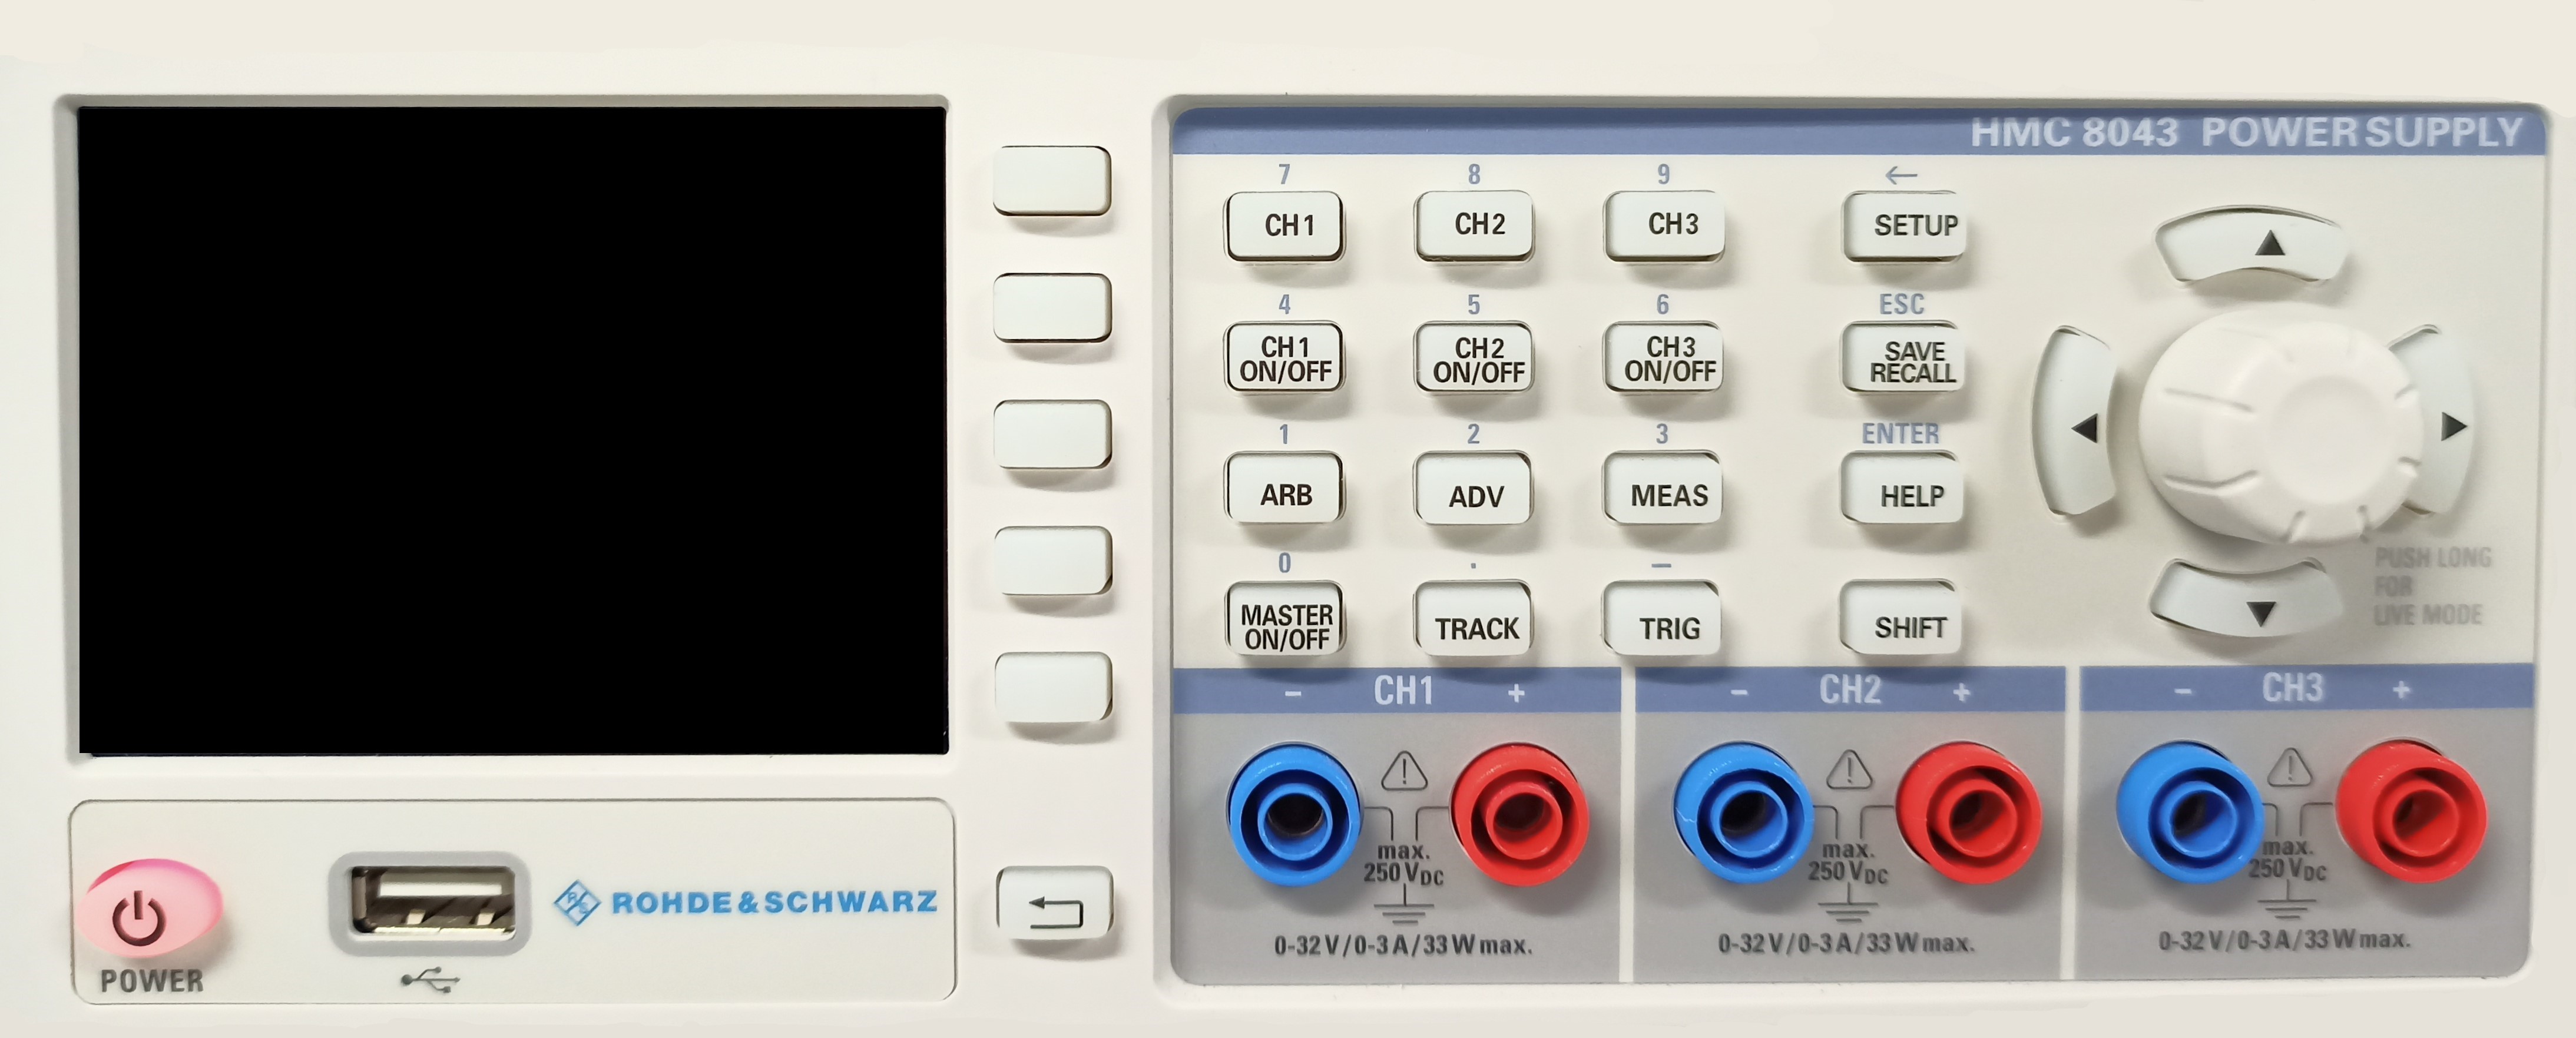 HMC 8043 POWER SUPPLY
7 8 9 ←
CH1 CH2 CH3 SETUP
4 5 6 ESC
CH1 ON/OFF
CH2 ON/OFF
CH3 ON/OFF
SAVE RECALL
1 2 3 ENTER
ARB ADV MEAS HELP
0 . –
MASTER ON/OFF
TRACK
TRIG
SHIFT
PUSH LONG
FOR
LIVE MODE
– CH1 +
– CH2 +
– CH3 +
max.
250 VDC
0-32 V/0-3 A/33 W max.
max.
250 VDC
0-32 V/0-3 A/33 W max.
max.
250 VDC
0-32 V/0-3 A/33 W max.
R&S
ROHDE&SCHWARZ
POWER